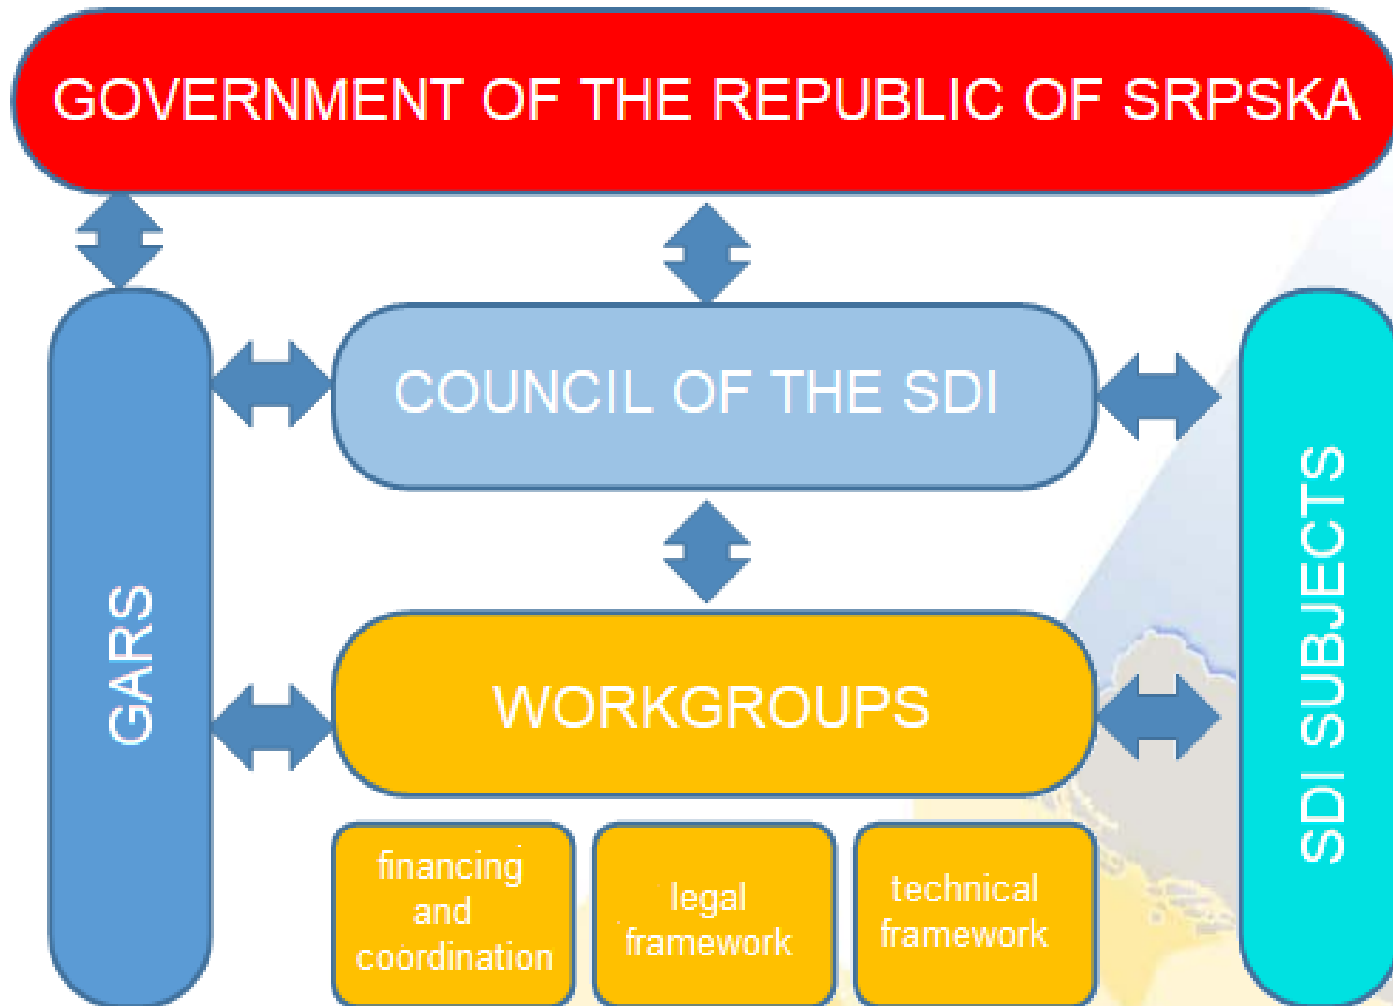 GOVERNMENT OF THE REPUBLIC OF SRPSKA
COUNCIL OF THE SDI
GARS
SDI SUBJECTS
WORKGROUPS
financing
and
coordination
legal
framework
technical
framework